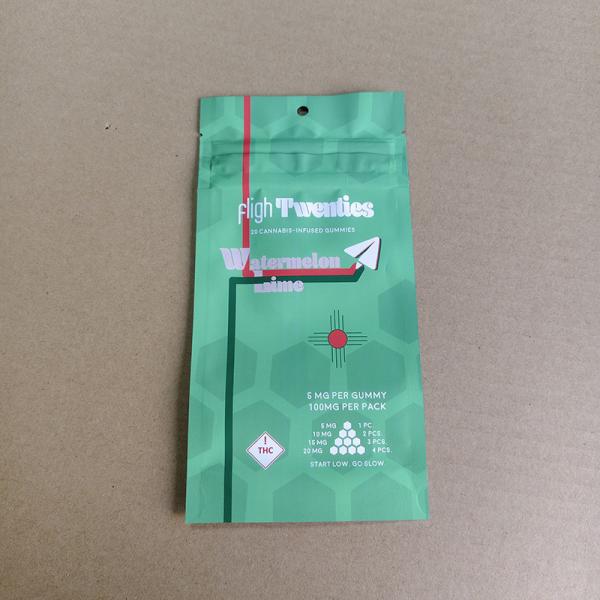 fligh Twenties
20 CANNABIS-INFUSED GUMMIES
Watermelon
Lime
5 MG PER GUMMY
100MG PER PACK
5 MG 1 PC.
10 MG 2 PCS.
15 MG 3 PCS.
20 MG 4 PCS.
START LOW. GO SLOW.
!
THC